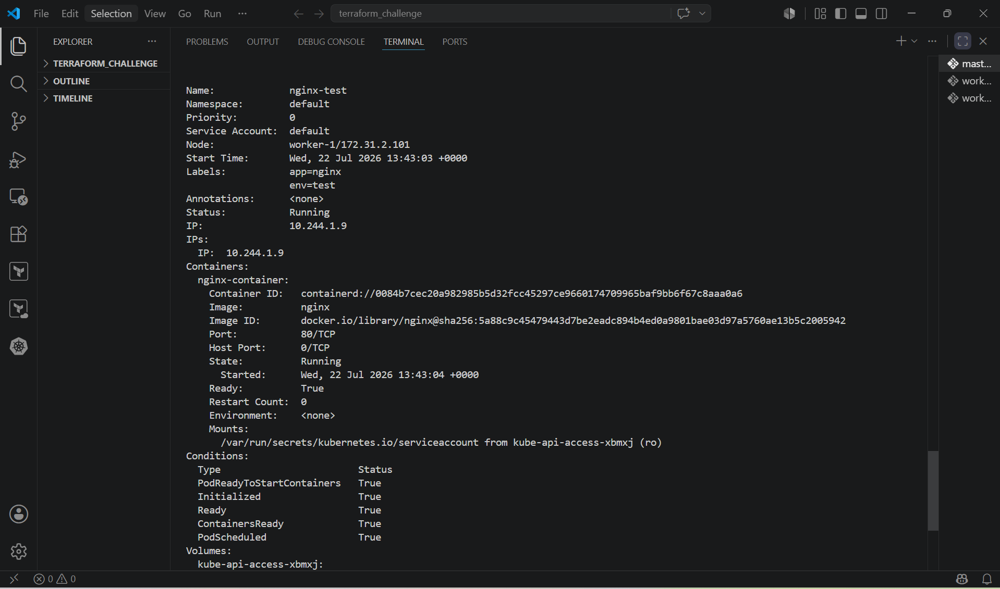 File Edit Selection View Go Run ··· terraform_challenge
EXPLORER ···
TERRAFORM_CHALLENGE
OUTLINE
TIMELINE
PROBLEMS OUTPUT DEBUG CONSOLE TERMINAL PORTS
mast...
work...
work...
Name: nginx-test
Namespace: default
Priority: 0
Service Account: default
Node: worker-1/172.31.2.101
Start Time: Wed, 22 Jul 2026 13:43:03 +0000
Labels: app=nginx
env=test
Annotations: <none>
Status: Running
IP: 10.244.1.9
IPs:
IP: 10.244.1.9
Containers:
nginx-container:
Container ID: containerd://0084b7cec20a982985b5d32fcc45297ce9660174709965baf9bb6f67c8aaa0a6
Image: nginx
Image ID: docker.io/library/nginx@sha256:5a88c9c45479443d7be2eadc894b4ed0a9801bae03d97a5760ae13b5c2005942
Port: 80/TCP
Host Port: 0/TCP
State: Running
Started: Wed, 22 Jul 2026 13:43:04 +0000
Ready: True
Restart Count: 0
Environment: <none>
Mounts:
/var/run/secrets/kubernetes.io/serviceaccount from kube-api-access-xbmxj (ro)
Conditions:
Type Status
PodReadyToStartContainers True
Initialized True
Ready True
ContainersReady True
PodScheduled True
Volumes:
kube-api-access-xbmxj:
0 0